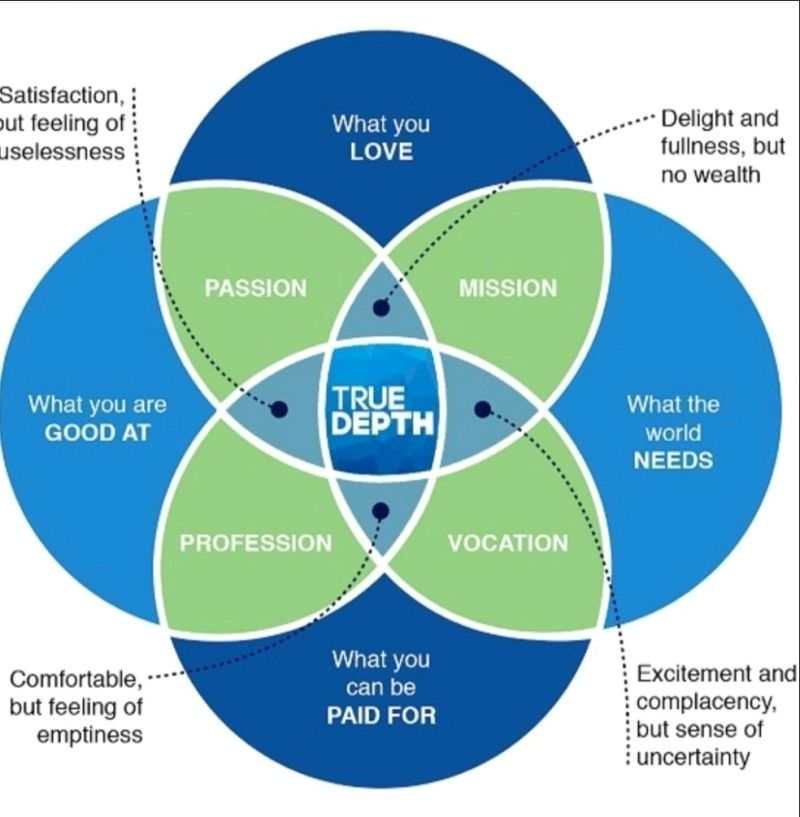 Satisfaction,
but feeling of
uselessness
What you
LOVE
Delight and
fullness, but
no wealth
PASSION
MISSION
What you are
GOOD AT
TRUE
DEPTH
What the
world
NEEDS
PROFESSION
VOCATION
Comfortable,
but feeling of
emptiness
What you
can be
PAID FOR
Excitement and
complacency,
but sense of
uncertainty